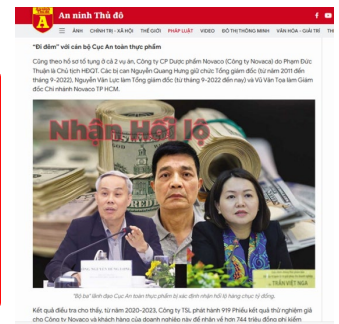 An ninh Thủ đô
ẢNH CHÍNH TRỊ - XÃ HỘI THẾ GIỚI PHÁP LUẬT VIDEO ĐÔ THỊ THÔNG MINH VĂN HÓA - GIẢI TRÍ
"Đi đêm" với cán bộ Cục An toàn thực phẩm
Cũng theo hồ sơ tố tụng ở cả 2 vụ án, Công ty CP Dược phẩm Novaco (Công ty Novaca) do Phạm Đức
Thuận là Chủ tịch HĐQT. Các bị can Nguyễn Quang Hưng giữ chức Tổng giám đốc (từ năm 2011 đến
tháng 9-2022), Nguyễn Văn Lực làm Tổng giám đốc (từ tháng 9-2022 đến nay) và Vũ Văn Tọa làm Giám
đốc Chi nhánh Novaco TP HCM.
Nhận Hối lộ
TRẦN VIỆT NGA
"Bộ ba" lãnh đạo Cục An toàn thực phẩm bị xác định nhận hối lộ hàng chục tỷ đồng.
Kết quả điều tra cho thấy, từ năm 2020-2023, Công ty TSL phát hành 919 Phiếu kết quả thử nghiệm giả
cho Công ty Novaco và khách hàng của doanh nghiệp này để nhận về hơn 744 triệu đồng ghi kiểm